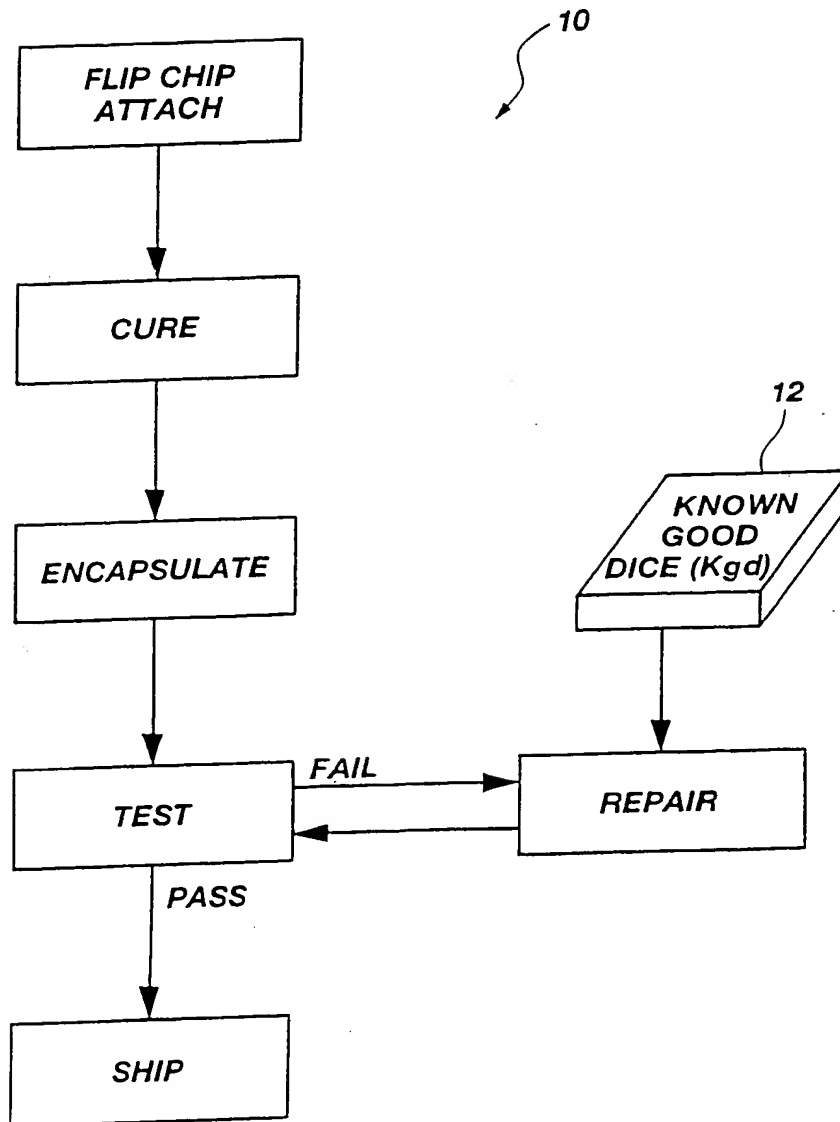 10
FLIP CHIP
ATTACH
CURE
12
KNOWN
GOOD
DICE (Kgd)
ENCAPSULATE
FAIL
TEST
REPAIR
PASS
SHIP